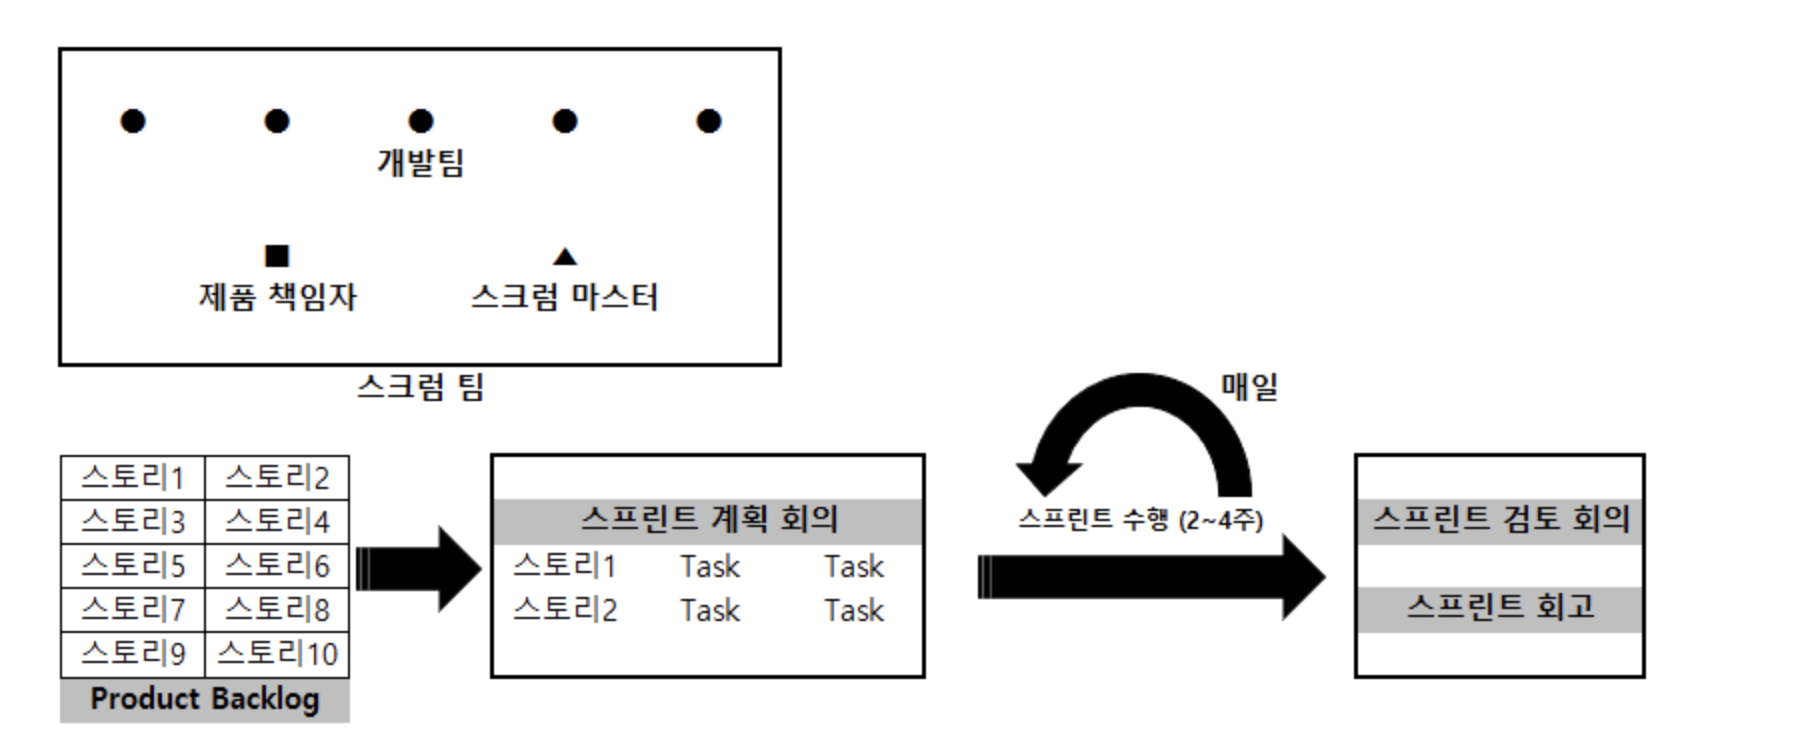 개발팀
제품 책임자 스크럼 마스터
스크럼 팀
매일
스토리1 스토리2
스토리3 스토리4
스토리5 스토리6
스토리7 스토리8
스토리9 스토리10
Product Backlog
스프린트 계획 회의
스토리1 Task Task
스토리2 Task Task
스프린트 수행 (2~4주)
스프린트 검토 회의
스프린트 회고